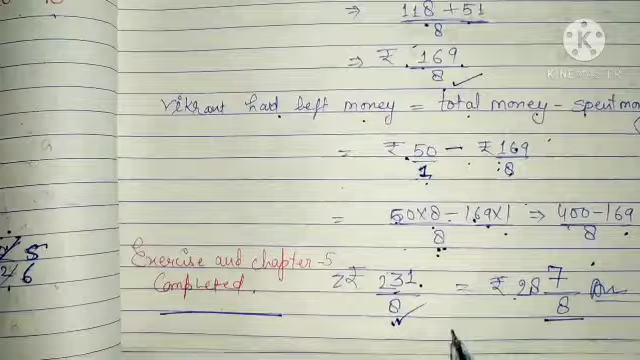 ⇒ 118 + 51 / 8
⇒ ₹ 169 / 8
KINEMASTER
Vikrant had left money = total money - spent mon
= ₹ 50 / 1 - ₹ 169 / 8
= 50×8 - 169×1 / 8 ⇒ 400 - 169 / 8
Exercise and chapter-5
Completed.
₹ 231 / 8 = ₹ 28 7/8